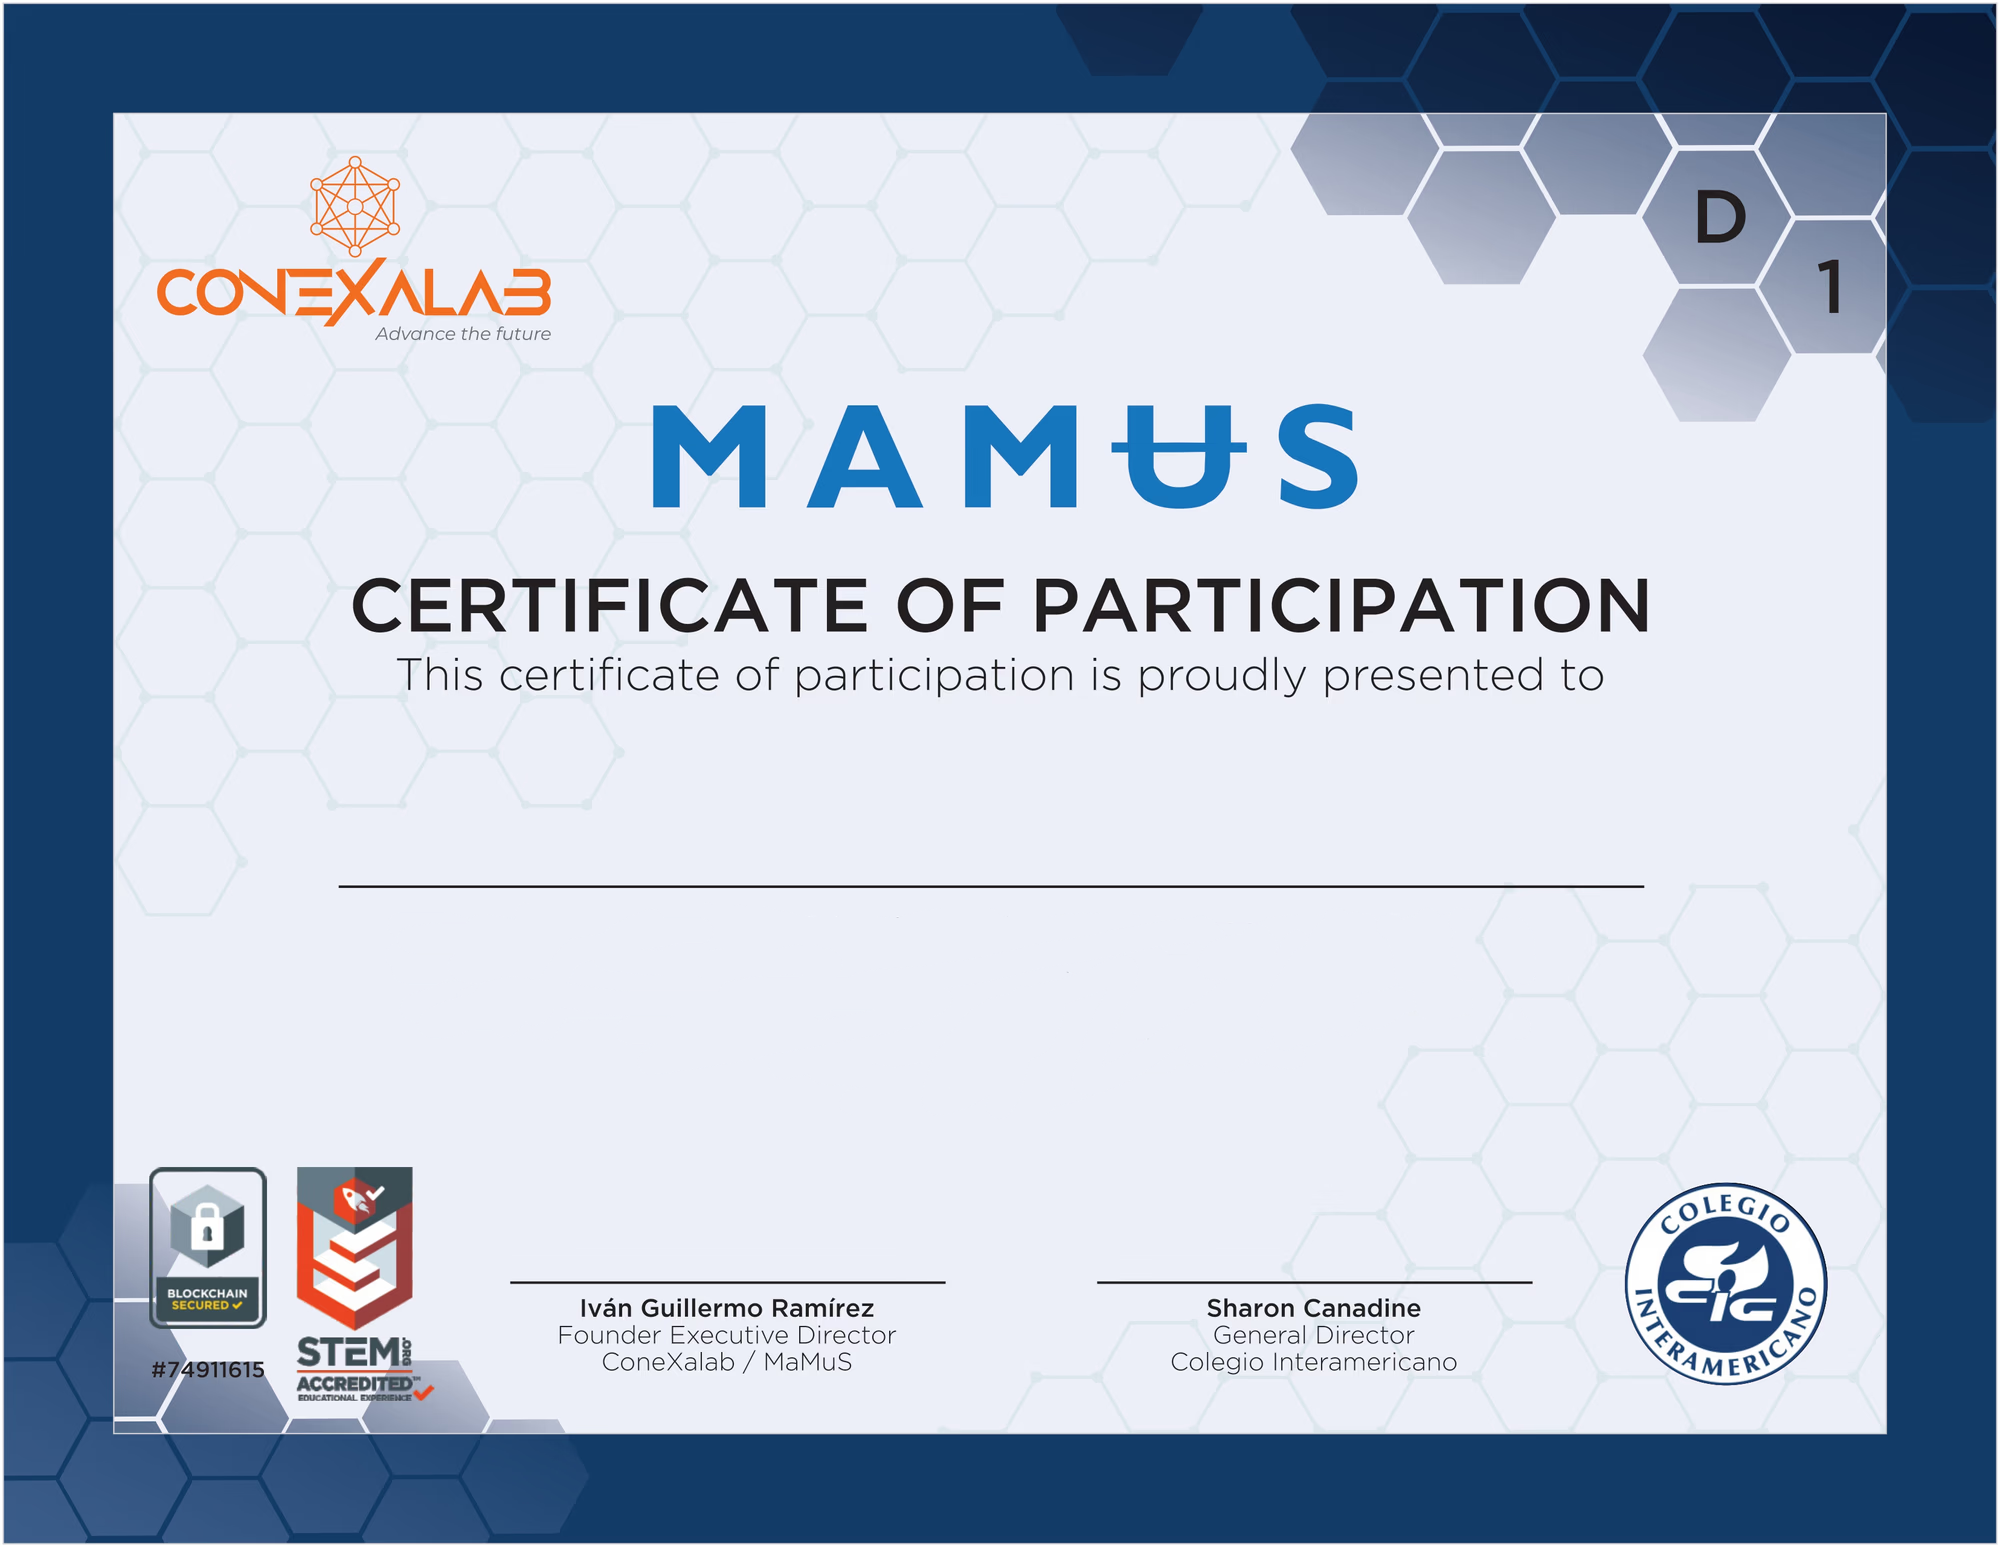 CONEXALAB
Advance the future
D
1
MAMUS
CERTIFICATE OF PARTICIPATION
This certificate of participation is proudly presented to
BLOCKCHAIN
SECURED
#74911615
STEM.ORG
ACCREDITED™
EDUCATIONAL EXPERIENCE
Iván Guillermo Ramírez
Founder Executive Director
ConeXalab / MaMuS
Sharon Canadine
General Director
Colegio Interamericano
COLEGIO
CIC
INTERAMERICANO